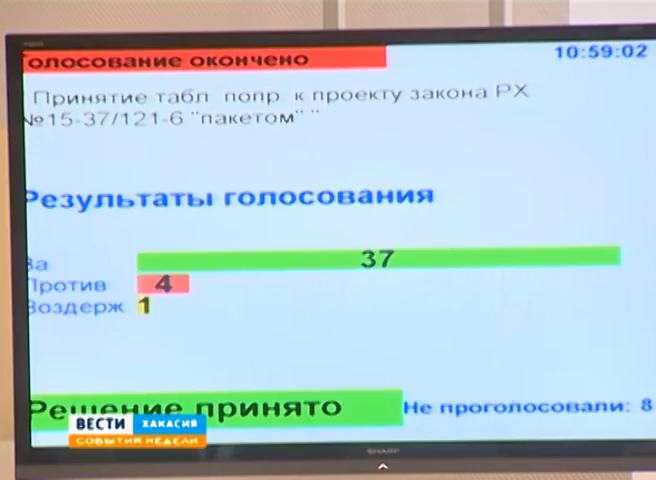 Голосование окончено 10:59:02
Принятие табл попр. к проекту закона РХ
№15-37/121-6 "пакетом" "
Результаты голосования
За 37
Против 4
Воздерж 1
Решение принято Не проголосовали: 8
ВЕСТИ ХАКАСИЯ
СОБЫТИЯ НЕДЕЛИ
SHARP